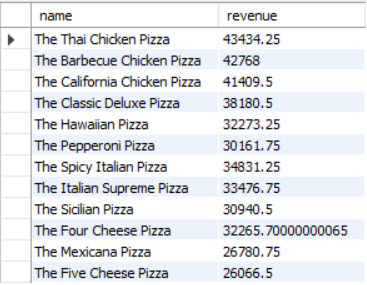 name revenue
The Thai Chicken Pizza 43434.25
The Barbecue Chicken Pizza 42768
The California Chicken Pizza 41409.5
The Classic Deluxe Pizza 38180.5
The Hawaiian Pizza 32273.25
The Pepperoni Pizza 30161.75
The Spicy Italian Pizza 34831.25
The Italian Supreme Pizza 33476.75
The Sicilian Pizza 30940.5
The Four Cheese Pizza 32265.70000000065
The Mexicana Pizza 26780.75
The Five Cheese Pizza 26066.5